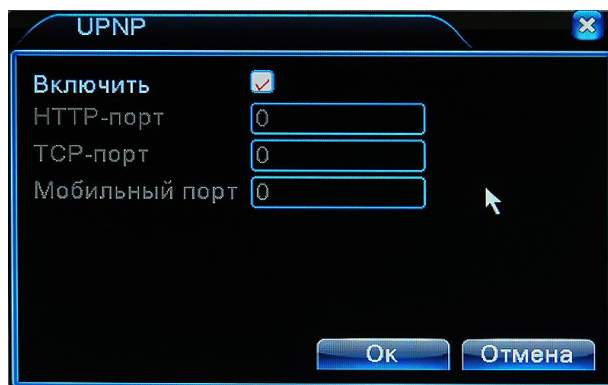 UPNP
Включить
HTTP-порт 0
TCP-порт 0
Мобильный порт 0
Ок Отмена